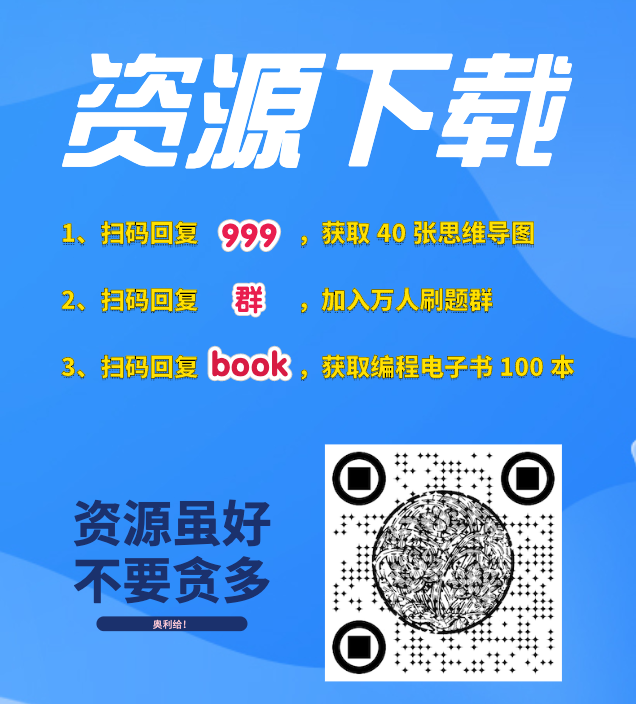 资源下载
1、扫码回复 999 ，获取 40 张思维导图
2、扫码回复 群 ，加入万人刷题群
3、扫码回复 book ，获取编程电子书 100 本
资源虽好
不要贪多
奥利给！